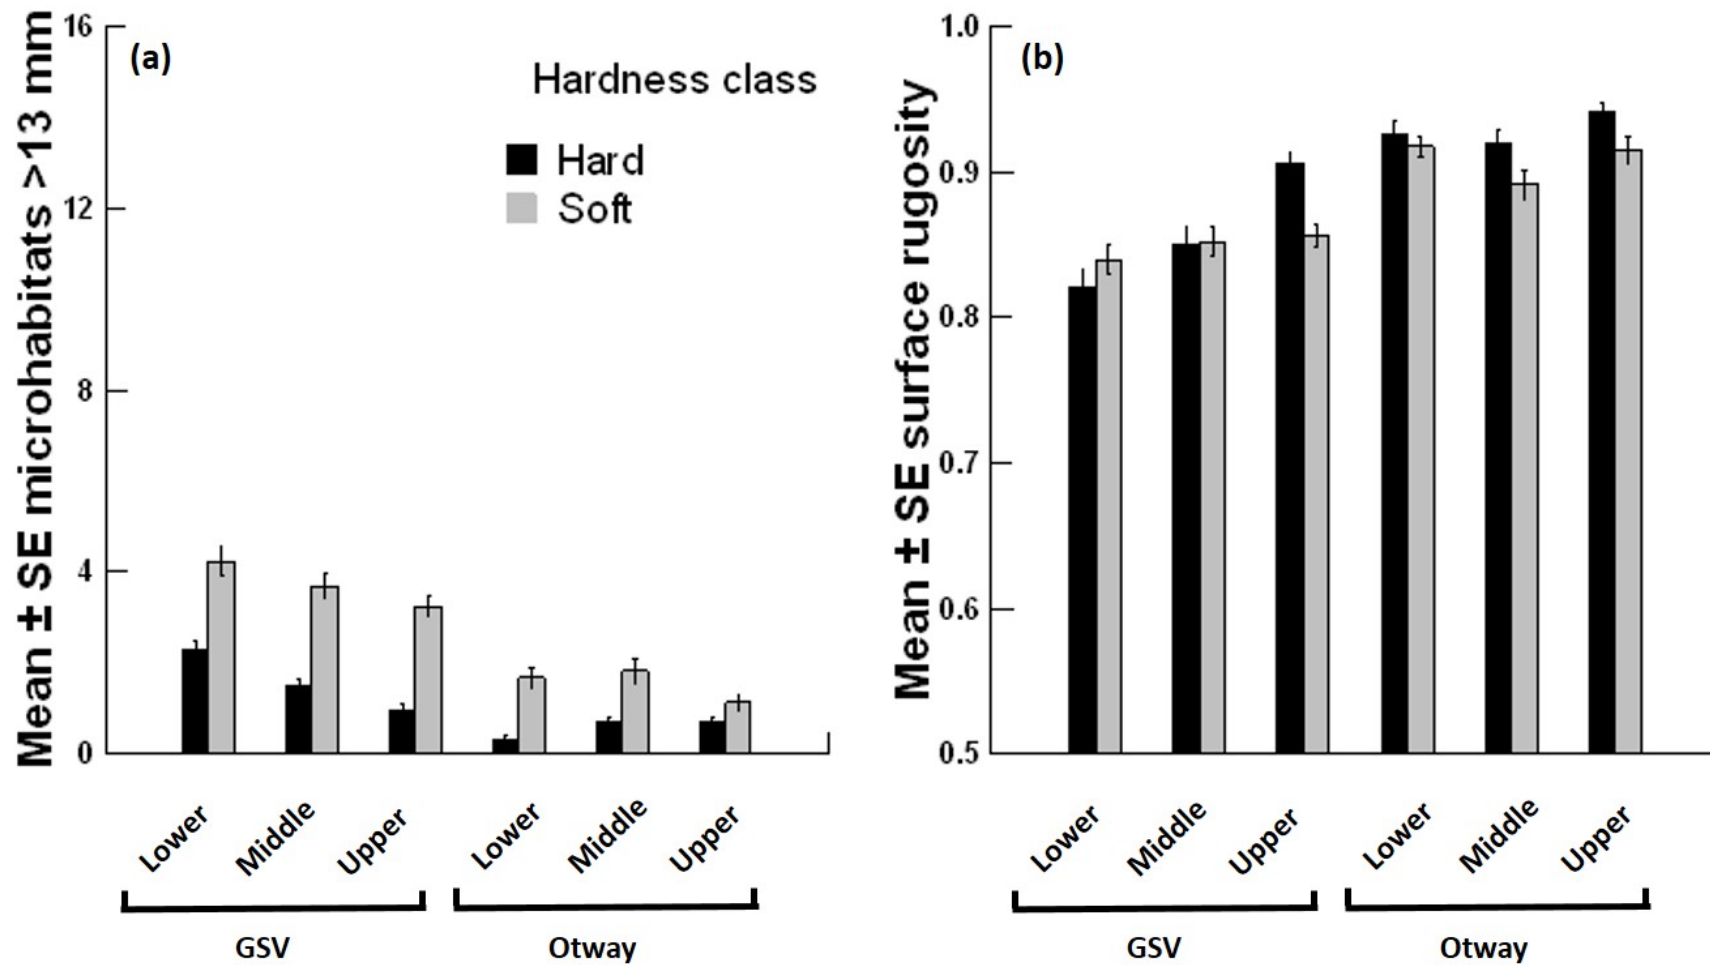 Mean ± SE microhabitats >13 mm
16
12
8
4
0
(a)
Hardness class
Hard
Soft
Lower
Middle
Upper
Lower
Middle
Upper
GSV
Otway
Mean ± SE surface rugosity
1.0
0.9
0.8
0.7
0.6
0.5
(b)
Lower
Middle
Upper
Lower
Middle
Upper
GSV
Otway